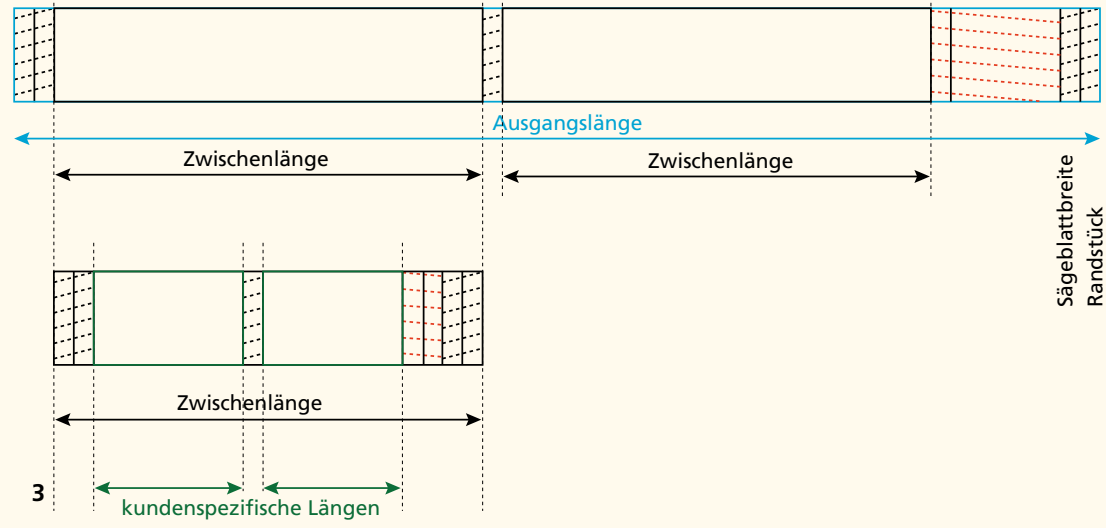 Ausgangslänge
Zwischenlänge
Zwischenlänge
Sägeblattbreite
Randstück
Zwischenlänge
3
kundenspezifische Längen